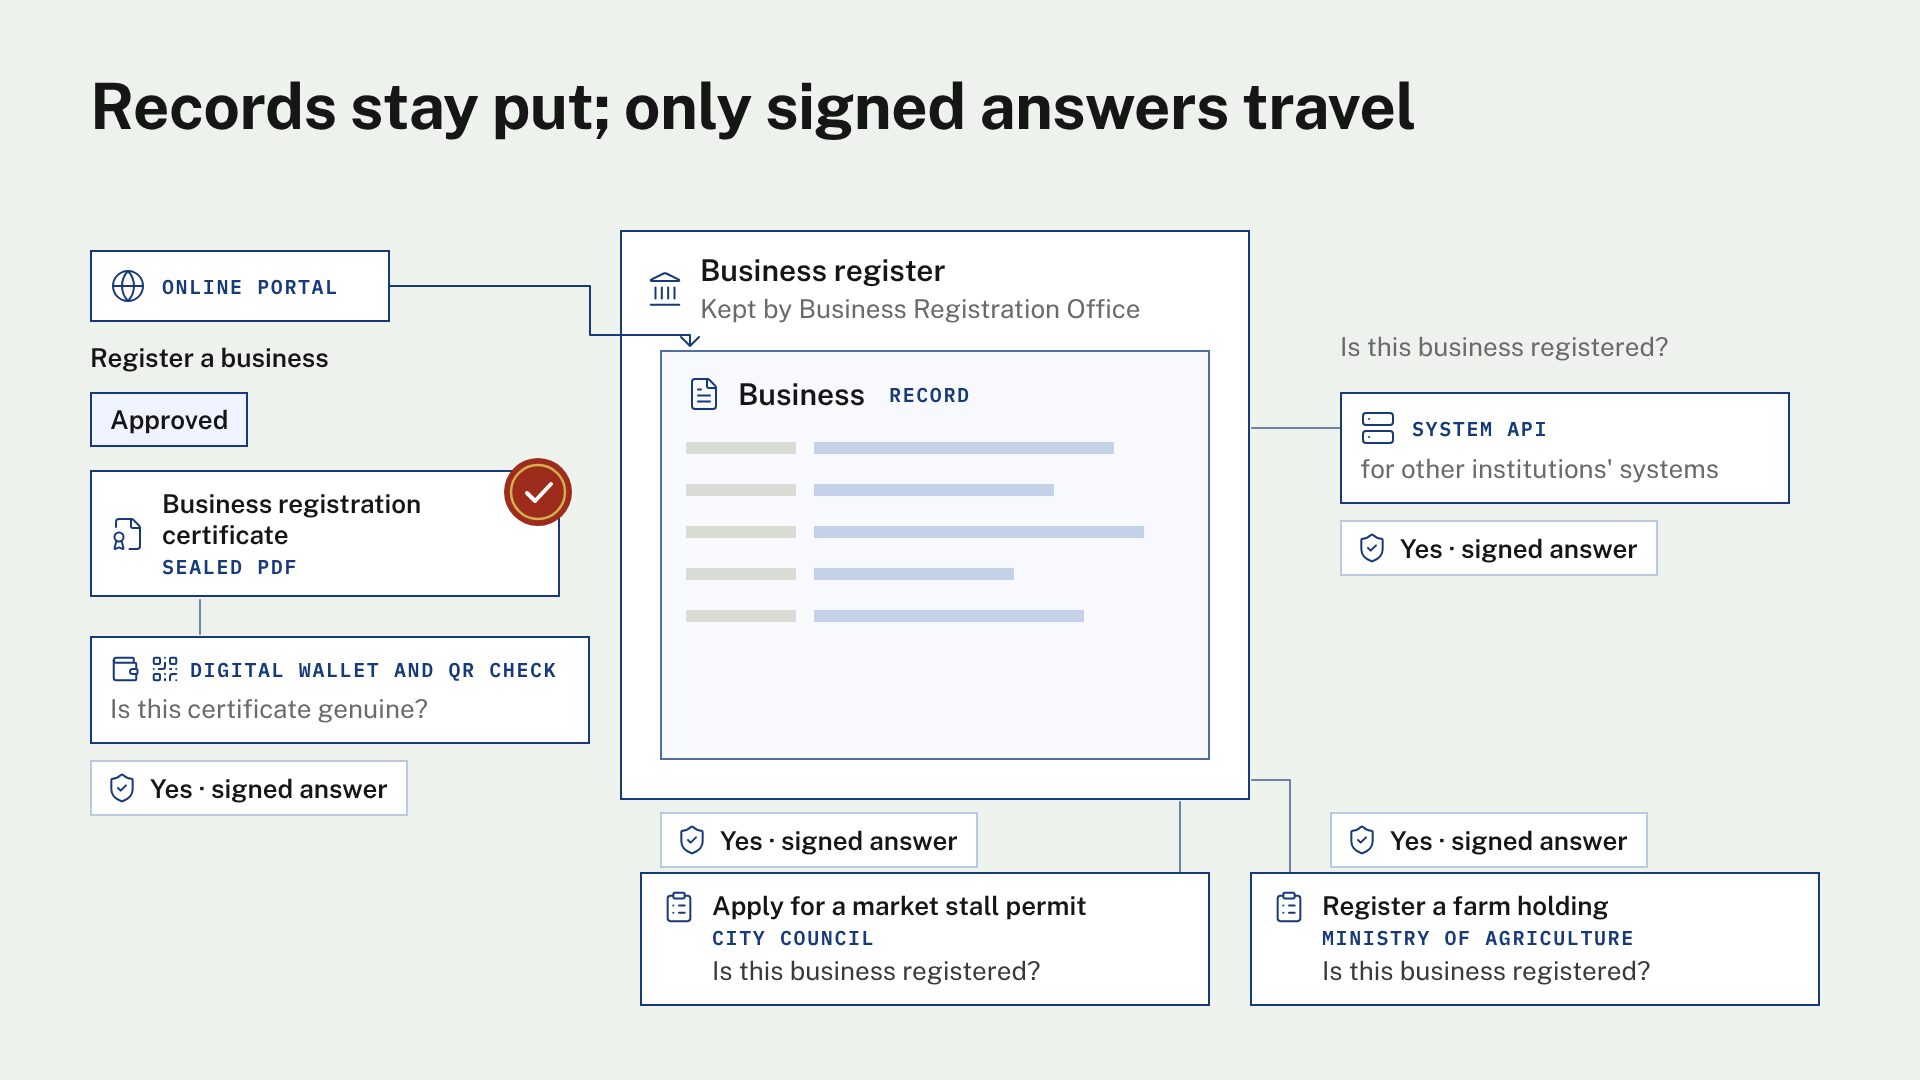 Records stay put; only signed answers travel
ONLINE PORTAL
Register a business
Approved
Business registration
certificate
SEALED PDF
DIGITAL WALLET AND QR CHECK
Is this certificate genuine?
Yes · signed answer
Business register
Kept by Business Registration Office
Business RECORD
Is this business registered?
SYSTEM API
for other institutions' systems
Yes · signed answer
Yes · signed answer
Apply for a market stall permit
CITY COUNCIL
Is this business registered?
Yes · signed answer
Register a farm holding
MINISTRY OF AGRICULTURE
Is this business registered?